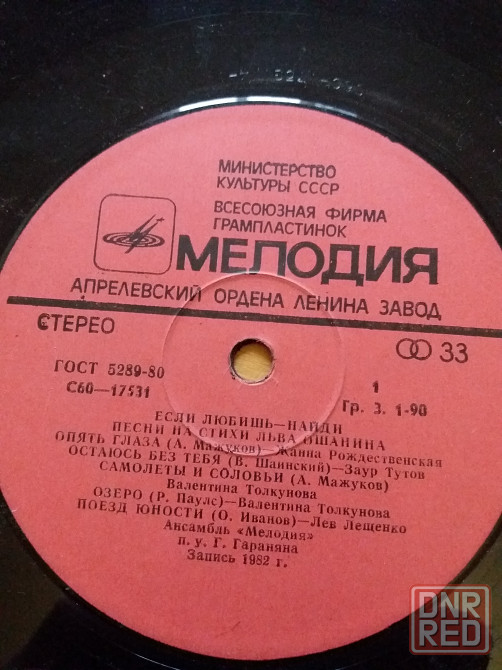 МИНИСТЕРСТВО
КУЛЬТУРЫ СССР
ВСЕСОЮЗНАЯ ФИРМА
ГРАМПЛАСТИНОК
МЕЛОДИЯ
АПРЕЛЕВСКИЙ ОРДЕНА ЛЕНИНА ЗАВОД
СТЕРЕО
33
ГОСТ 5289-80
С60—17531
1
Гр. 3. 1-90
ЕСЛИ ЛЮБИШЬ—НАЙДИ
ПЕСНИ НА СТИХИ ЛЬВА ОШАНИНА
ОПЯТЬ ГЛАЗА (А. Мажуков)—Жанна Рождественская
ОСТАЮСЬ БЕЗ ТЕБЯ (В. Шаинский)—Заур Тутов
САМОЛЕТЫ И СОЛОВЬИ (А. Мажуков)
Валентина Толкунова
ОЗЕРО (Р. Паулс)—Валентина Толкунова
ПОЕЗД ЮНОСТИ (О. Иванов)—Лев Лещенко
Ансамбль «Мелодия»
п. у. Г. Гараняна
Запись 1982 г.
DNR
RED